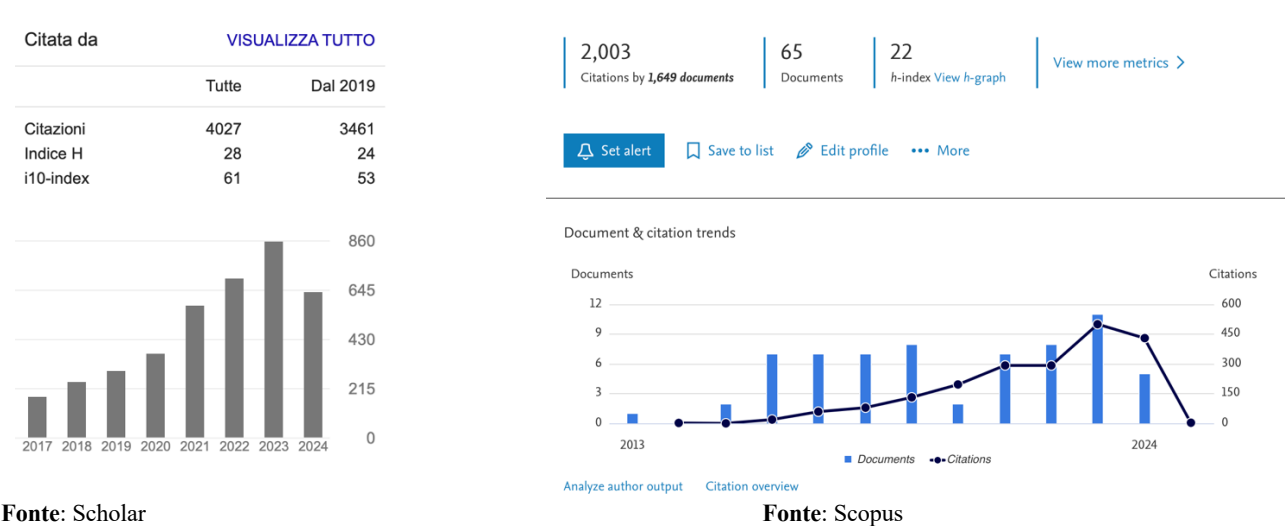 Citata da VISUALIZZA TUTTO
Tutte Dal 2019
Citazioni 4027 3461
Indice H 28 24
i10-index 61 53
860
645
430
215
0
2017 2018 2019 2020 2021 2022 2023 2024
Fonte: Scholar
2,003 65 22 View more metrics >
Citations by 1,649 documents Documents h-index View h-graph
Set alert Save to list Edit profile ••• More
Document & citation trends
Documents Citations
12 600
9 450
6 300
3 150
0 0
2013 2024
Documents Citations
Analyze author output Citation overview
Fonte: Scopus